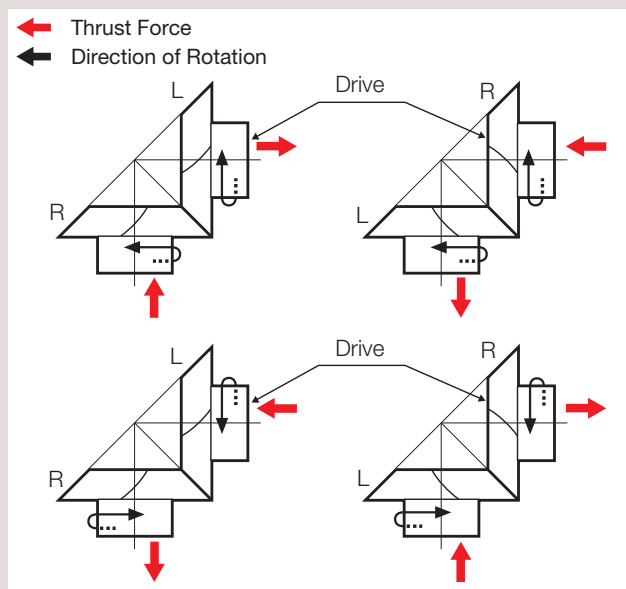 Thrust Force
Direction of Rotation
L
Drive
R
R
L
L
Drive
R
R
L